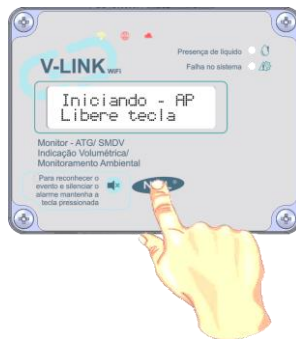 Presença de líquido
V-LINK WiFi
Falha no sistema
Iniciando - AP
Libere tecla
Monitor - ATG/ SMDV
Indicação Volumétrica/
Monitoramento Ambiental
Para reconhecer o
evento e silenciar o
alarme mantenha a
tecla pressionada